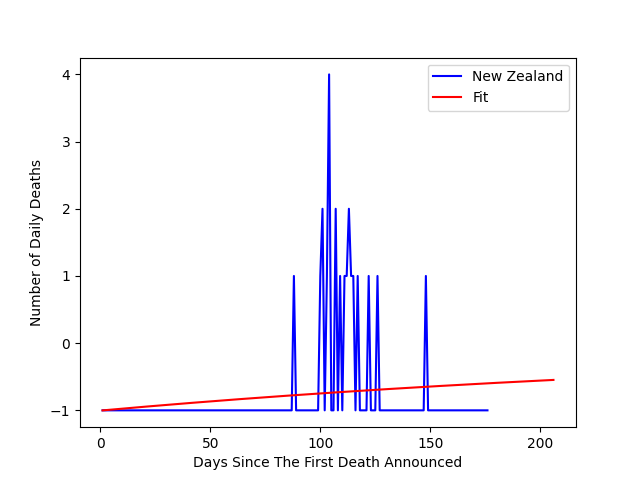 New Zealand
Fit
Number of Daily Deaths
4
3
2
1
0
−1
0 50 100 150 200
Days Since The First Death Announced